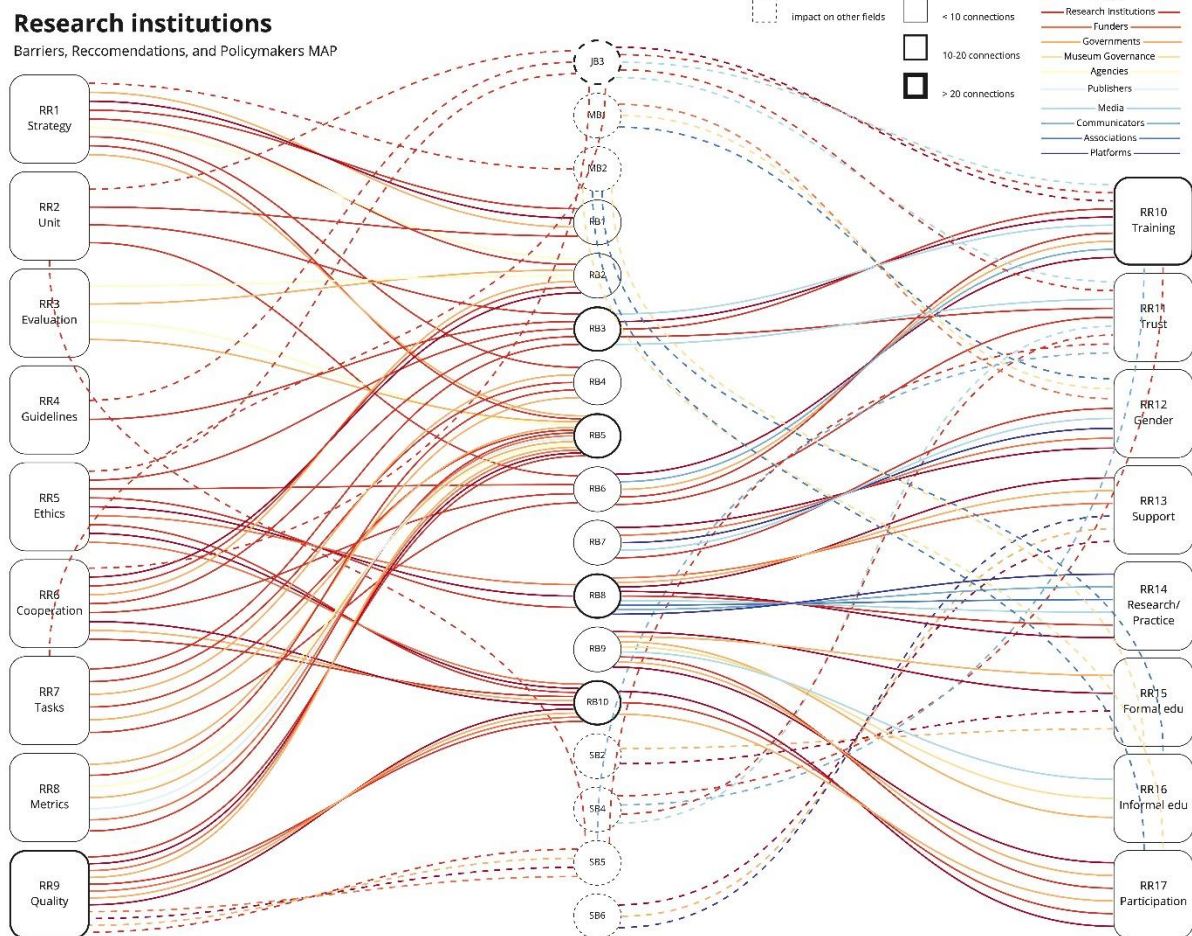 Research institutions
Barriers, Reccomendations, and Policymakers MAP
impact on other fields
< 10 connections
10-20 connections
> 20 connections
Research Institutions
Funders
Governments
Museum Governance
Agencies
Publishers
Media
Communicators
Associations
Platforms
RR1
Strategy
RR2
Unit
RR3
Evaluation
RR4
Guidelines
RR5
Ethics
RR6
Cooperation
RR7
Tasks
RR8
Metrics
RR9
Quality
JB3
MB1
MB2
RB1
RB2
RB3
RB4
RB5
RB6
RB7
RB8
RB9
RB10
SB2
SB4
SB5
SB6
RR10
Training
RR11
Trust
RR12
Gender
RR13
Support
RR14
Research/
Practice
RR15
Formal edu
RR16
Informal edu
RR17
Participation